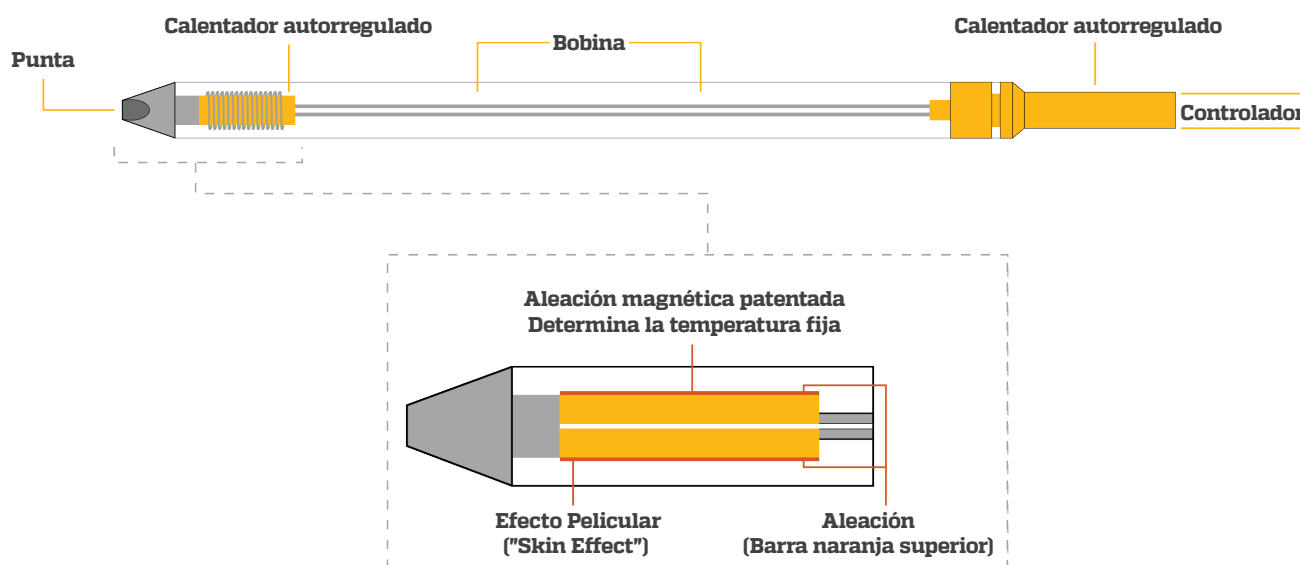 Calentador autorregulado
Calentador autorregulado
Bobina
Punta
Controlador
Aleación magnética patentada
Determina la temperatura fija
Efecto Pelicular
("Skin Effect")
Aleación
(Barra naranja superior)